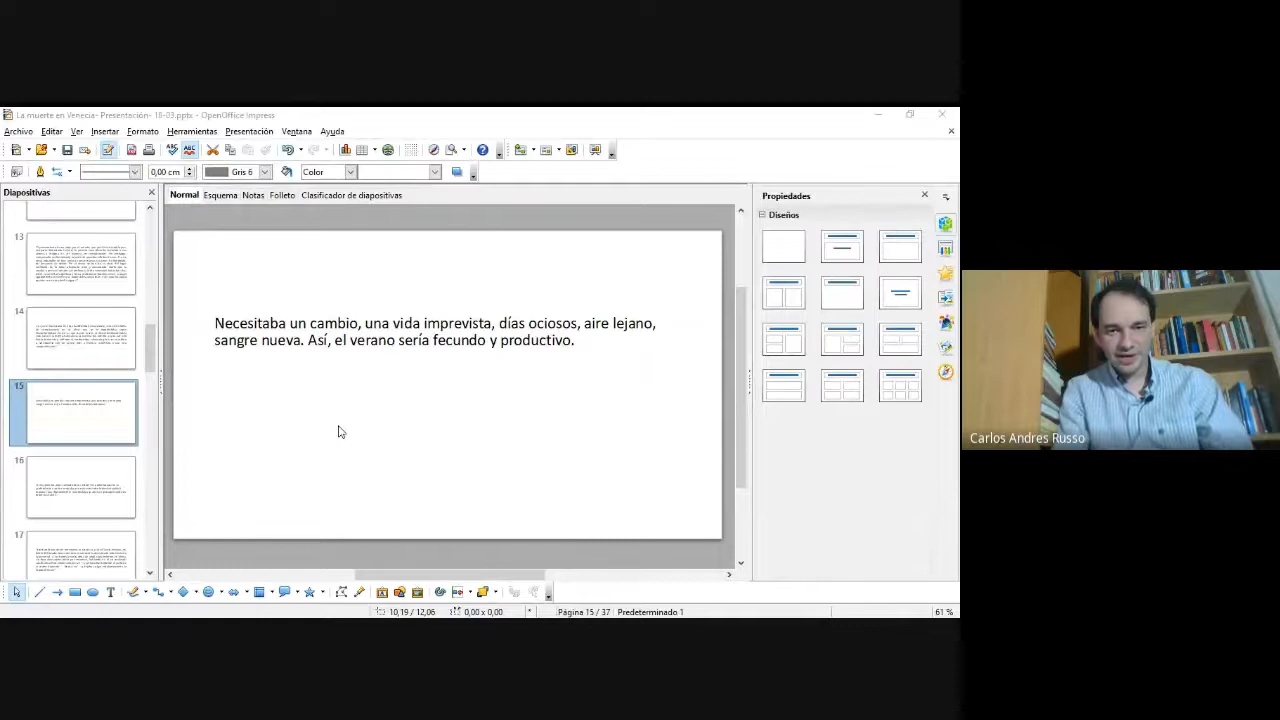 La muerte en Venecia- Presentación- 18-03.pptx - OpenOffice Impress
Archivo Editar Ver Insertar Formato Herramientas Presentación Ventana Ayuda
0,00 cm Gris 6 Color
Diapositivas
Normal Esquema Notas Folleto Clasificador de diapositivas
Propiedades
Diseños
13
14
15
16
17
Necesitaba un cambio, una vida imprevista, días ociosos, aire lejano,
sangre nueva. Así, el verano sería fecundo y productivo.
Carlos Andres Russo
10,19 / 12,06 0,00 x 0,00 * Página 15 / 37 Predeterminado 1 61 %